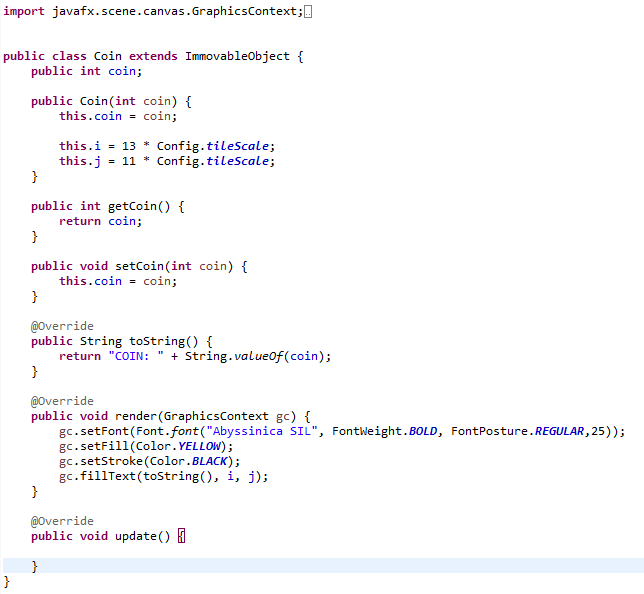 import javafx.scene.canvas.GraphicsContext;
public class Coin extends ImmovableObject {
public int coin;
public Coin(int coin) {
this.coin = coin;
this.i = 13 * Config.tileScale;
this.j = 11 * Config.tileScale;
}
public int getCoin() {
return coin;
}
public void setCoin(int coin) {
this.coin = coin;
}
@Override
public String toString() {
return "COIN: " + String.valueOf(coin);
}
@Override
public void render(GraphicsContext gc) {
gc.setFont(Font.font("Abyssinica SIL", FontWeight.BOLD, FontPosture.REGULAR,25));
gc.setFill(Color.YELLOW);
gc.setStroke(Color.BLACK);
gc.fillText(toString(), i, j);
}
@Override
public void update() {
}
}